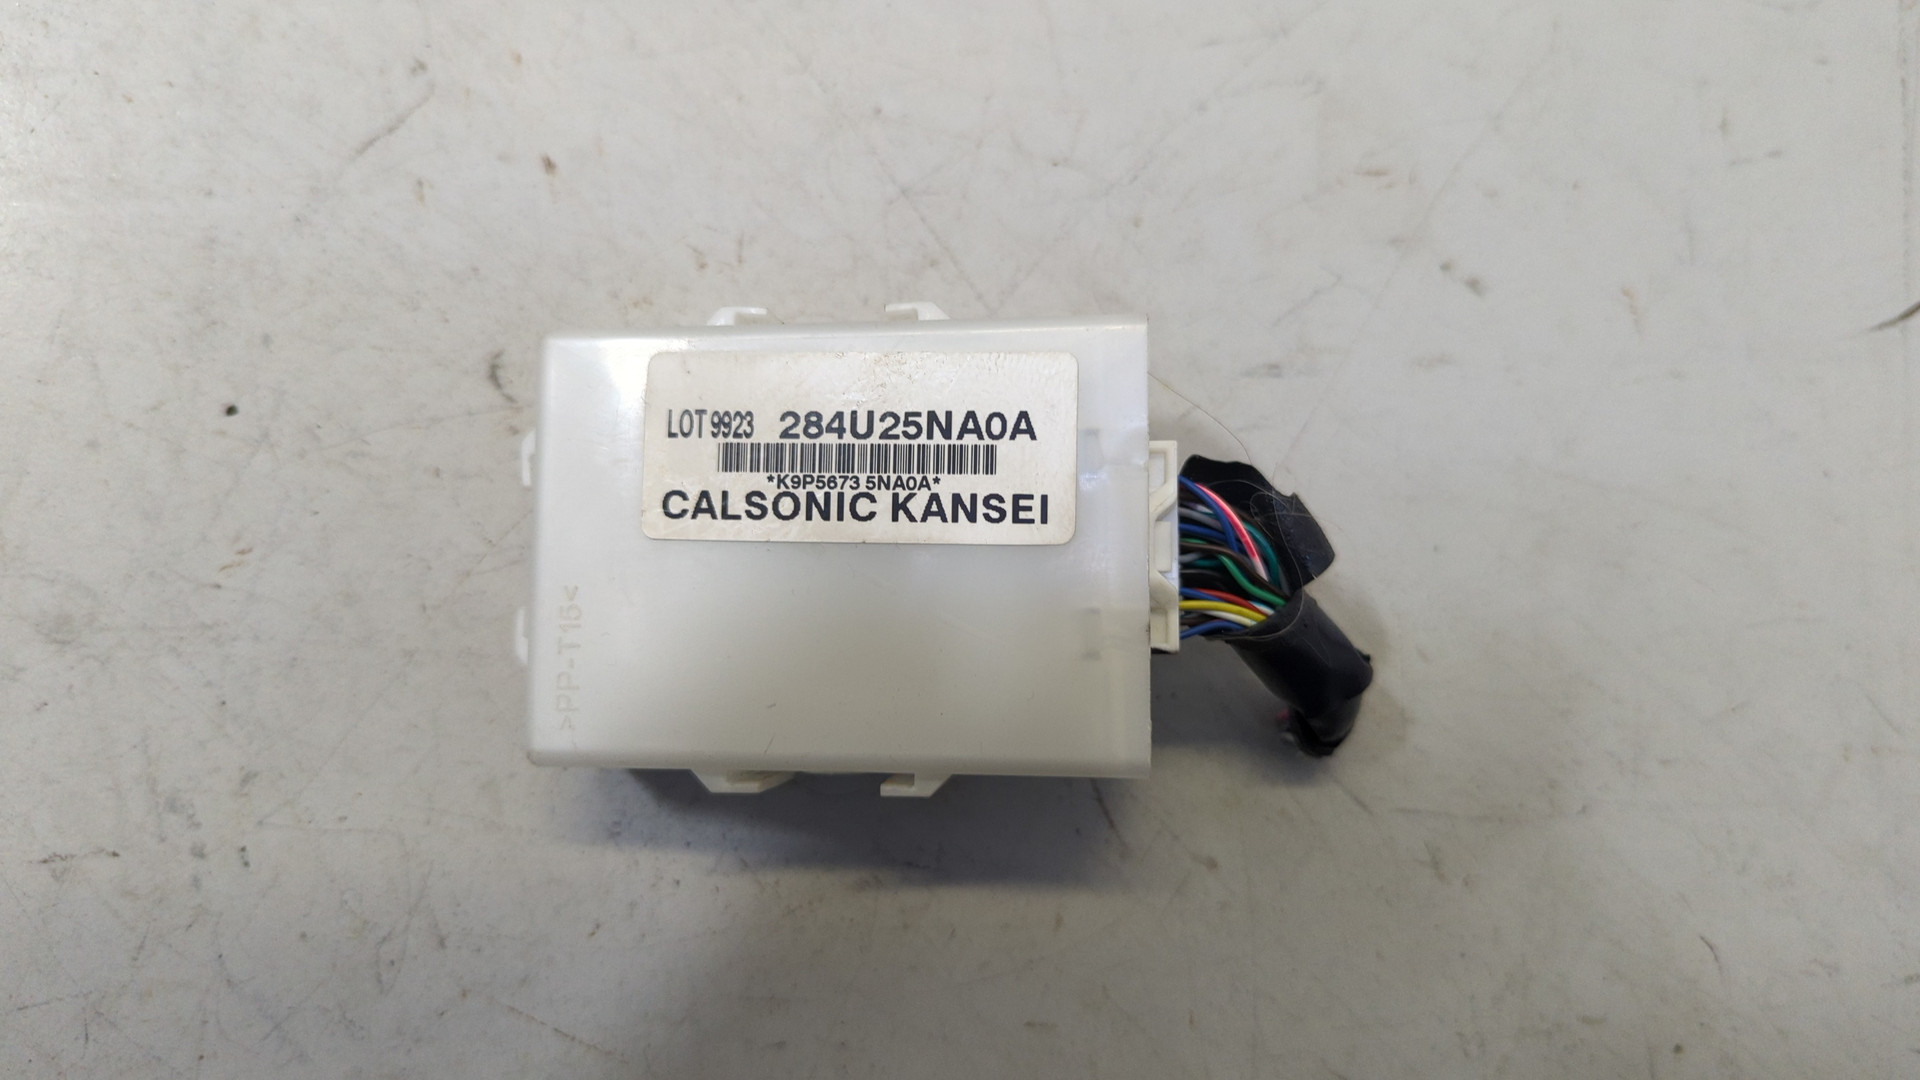 LOT 9923 284U25NA0A
*K9P5673 5NA0A*
CALSONIC KANSEI
>PP-T15<